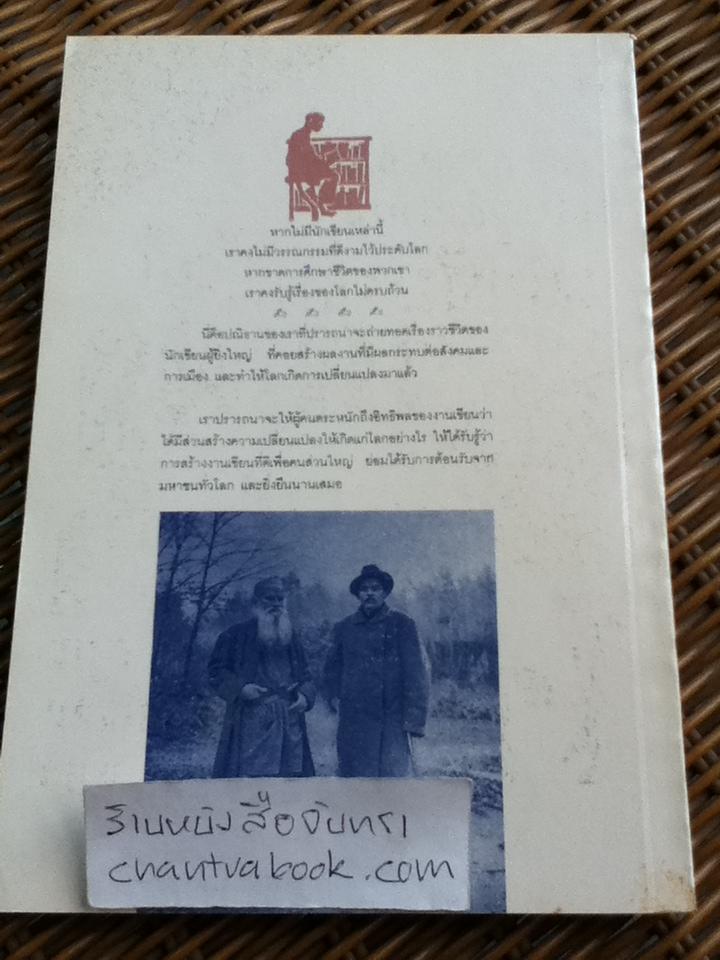 หากไม่มีนักเขียนเหล่านี้
เราคงไม่มีวรรณกรรมที่ดีงามไว้ประดับโลก
หากขาดการศึกษาชีวิตของพวกเขา
เราคงรับรู้เรื่องของโลกไม่ครบถ้วน
นี่คือปณิธานของเราที่ปรารถนาจะถ่ายทอดเรื่องราวชีวิตของ
นักเขียนผู้ยิ่งใหญ่ ที่คอยสร้างผลงานที่มีผลกระทบต่อสังคมและ
การเมือง และทำให้โลกเกิดการเปลี่ยนแปลงมาแล้ว
เราปรารถนาจะให้ผู้คนตระหนักถึงอิทธิพลของงานเขียนว่า
ได้มีส่วนสร้างความเปลี่ยนแปลงให้เกิดแก่โลกอย่างไร ให้ได้รับรู้ว่า
การสร้างงานเขียนที่ดีเพื่อคนส่วนใหญ่ ย่อมได้รับการต้อนรับจาก
มหาชนทั่วโลก และยั่งยืนนานเสมอ
ร้านหนังสือจันทรา
chantrabook.com